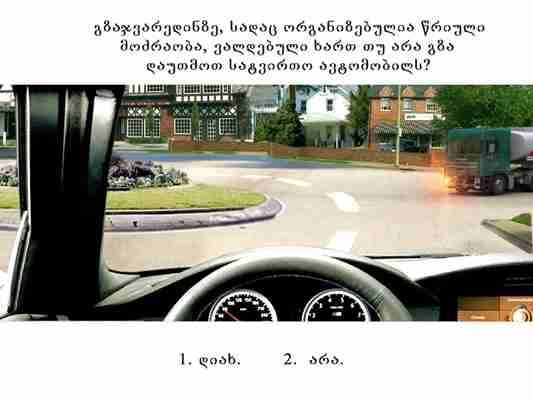 გზაჯვარედინზე, სადაც ორგანიზებულია წრიული
მოძრაობა, ვალდებული ხართ თუ არა გზა
დაუთმოთ სატვირთო ავტომობილს?
1. დიახ. 2. არა.